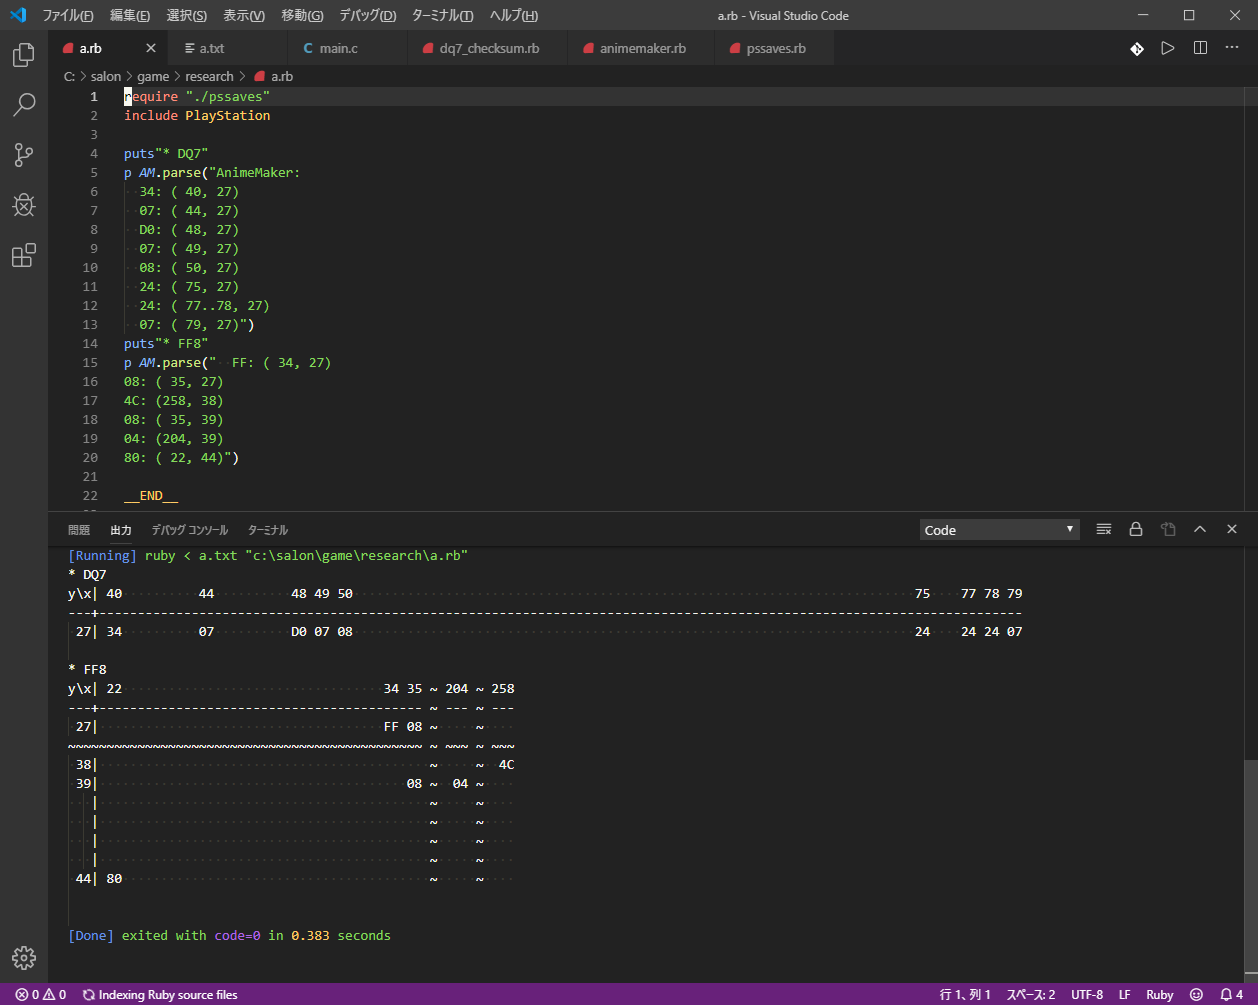 ファイル(F) 編集(E) 選択(S) 表示(V) 移動(G) デバッグ(D) ターミナル(T) ヘルプ(H) a.rb - Visual Studio Code
a.rb a.txt C main.c dq7_checksum.rb animemaker.rb pssaves.rb
C: > salon > game > research > a.rb
1 require "./pssaves"
2 include PlayStation
3
4 puts"* DQ7"
5 p AM.parse("AnimeMaker:
6 34: ( 40, 27)
7 07: ( 44, 27)
8 D0: ( 48, 27)
9 07: ( 49, 27)
10 08: ( 50, 27)
11 24: ( 75, 27)
12 24: ( 77..78, 27)
13 07: ( 79, 27)")
14 puts"* FF8"
15 p AM.parse("  FF: ( 34, 27)
16 08: ( 35, 27)
17 4C: (258, 38)
18 08: ( 35, 39)
19 04: (204, 39)
20 80: ( 22, 44)")
21
22 __END__
問題 出力 デバッグ コンソール ターミナル Code
[Running] ruby < a.txt "c:\salon\game\research\a.rb"
* DQ7
y\x| 40 44 48 49 50 75 77 78 79
---+------------------------------------------------------------------------------------------------------------------------
27| 34 07 D0 07 08 24 24 24 07
* FF8
y\x| 22 34 35 ~ 204 ~ 258
---+------------------------------------------ ~ --- ~ ---
27| FF 08 ~ ~
~~~~~~~~~~~~~~~~~~~~~~~~~~~~~~~~~~~~~~~~~~~~~~ ~ ~~~ ~ ~~~
38| ~ ~ 4C
39| 08 ~ 04 ~
| ~ ~
| ~ ~
| ~ ~
| ~ ~
44| 80 ~ ~
[Done] exited with code=0 in 0.383 seconds
0 0 Indexing Ruby source files 行 1、列 1 スペース: 2 UTF-8 LF Ruby 4